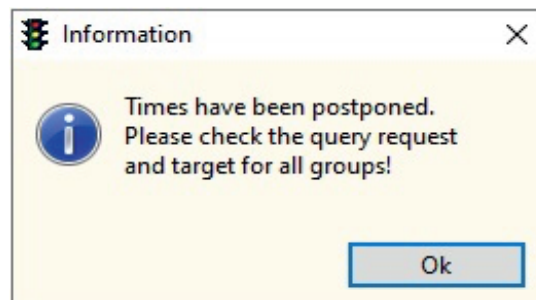 Information
Times have been postponed.
Please check the query request
and target for all groups!
Ok